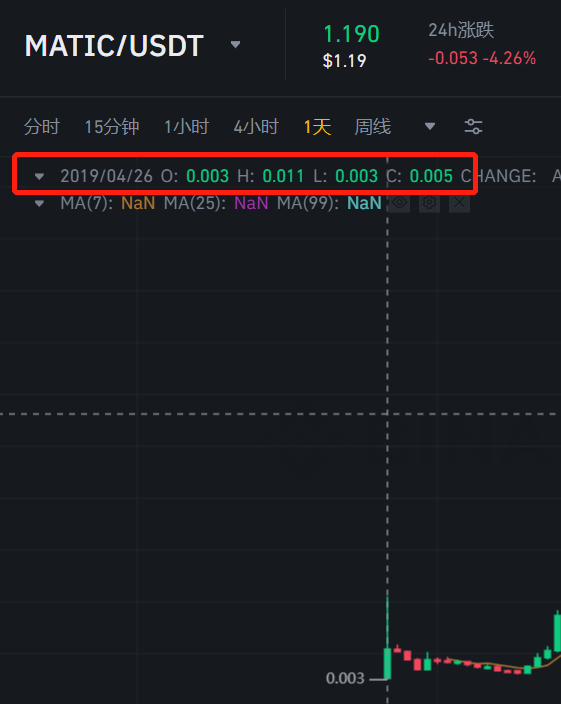 MATIC/USDT
1.190
$1.19
24h涨跌
-0.053 -4.26%
分时 15分钟 1小时 4小时 1天 周线
2019/04/26 O: 0.003 H: 0.011 L: 0.003 C: 0.005 CHANGE: A
MA(7): NaN MA(25): NaN MA(99): NaN
0.003